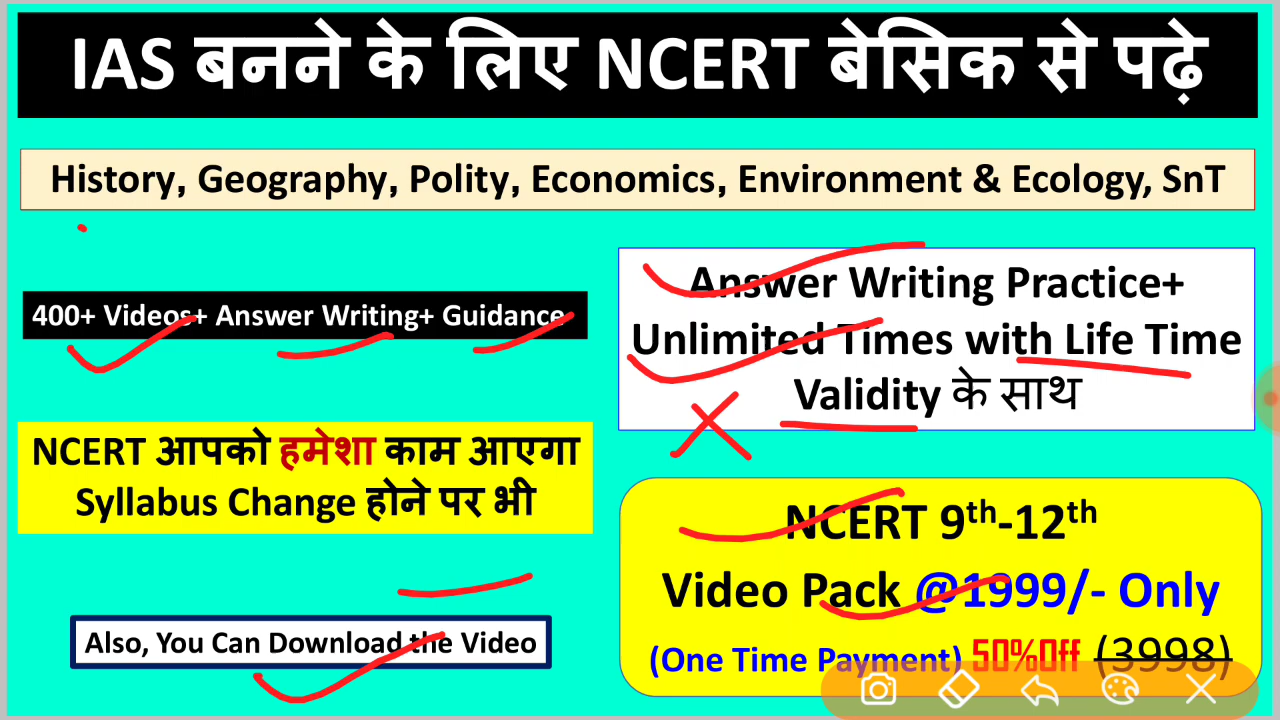 IAS बनने के लिए NCERT बेसिक से पढ़े
History, Geography, Polity, Economics, Environment & Ecology, SnT
400+ Videos+ Answer Writing+ Guidance
Answer Writing Practice+
Unlimited Times with Life Time
Validity के साथ
NCERT आपको हमेशा काम आएगा
Syllabus Change होने पर भी
NCERT 9th-12th
Video Pack @1999/- Only
(One Time Payment) 50%Off (3998)
Also, You Can Download the Video